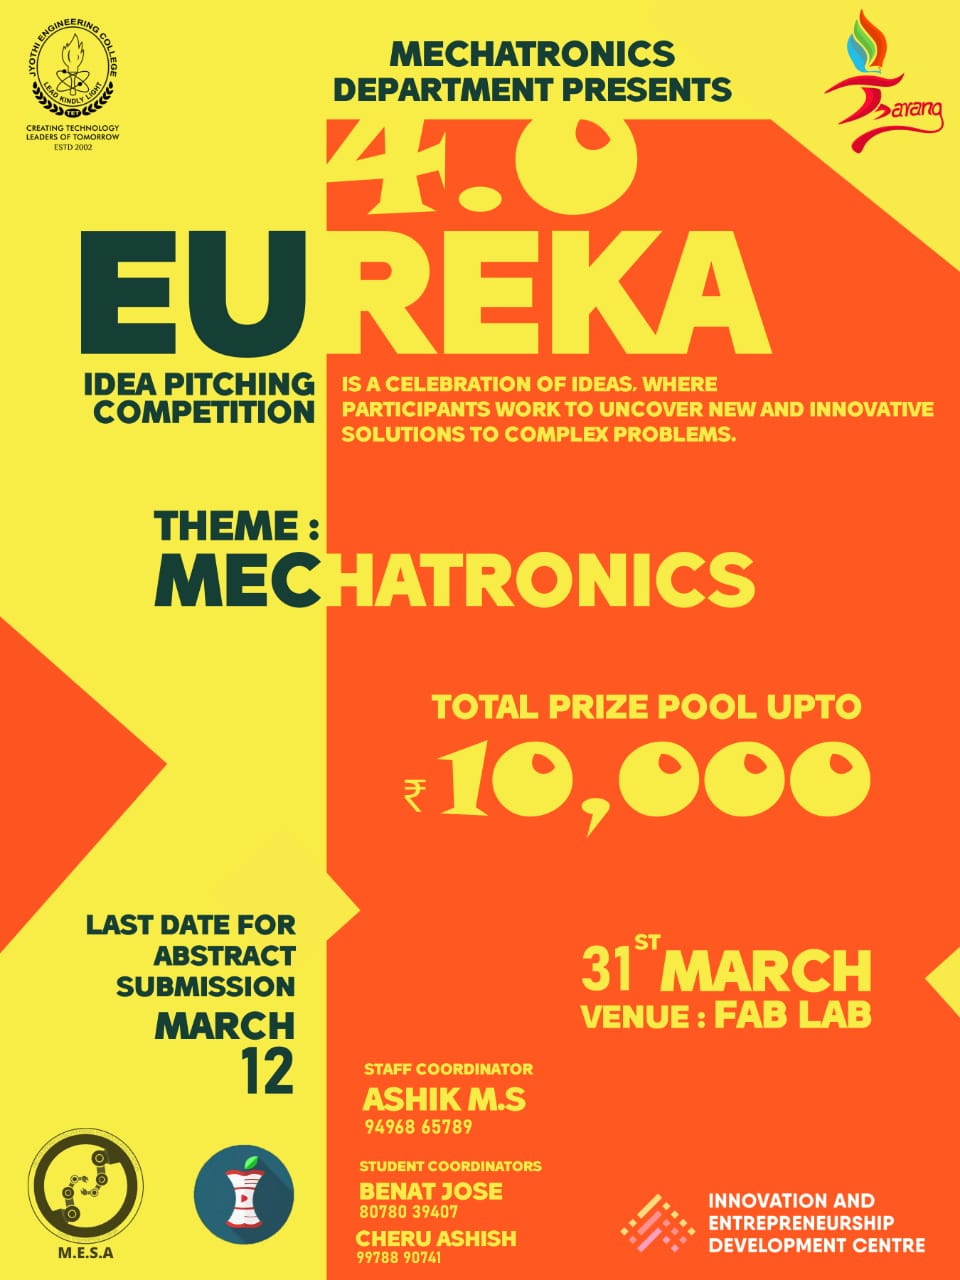 JYOTHI ENGINEERING COLLEGE
LEAD KINDLY LIGHT
CREATING TECHNOLOGY
LEADERS OF TOMORROW
ESTD 2002
MECHATRONICS
DEPARTMENT PRESENTS
Tarang
4.0
EUREKA
IDEA PITCHING
COMPETITION
IS A CELEBRATION OF IDEAS, WHERE
PARTICIPANTS WORK TO UNCOVER NEW AND INNOVATIVE
SOLUTIONS TO COMPLEX PROBLEMS.
THEME :
MECHATRONICS
TOTAL PRIZE POOL UPTO
₹ 10,000
LAST DATE FOR
ABSTRACT
SUBMISSION
MARCH
12
31ST MARCH
VENUE : FAB LAB
STAFF COORDINATOR
ASHIK M.S
94968 65789
STUDENT COORDINATORS
BENAT JOSE
80780 39407
CHERU ASHISH
99788 90741
M.E.S.A
INNOVATION AND
ENTREPRENEURSHIP
DEVELOPMENT CENTRE